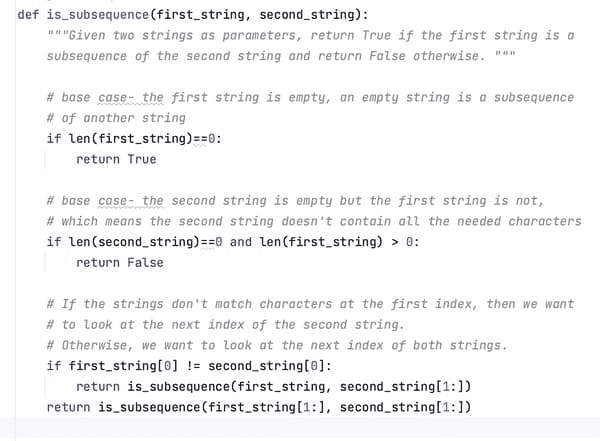 def is_subsequence(first_string, second_string):
    """Given two strings as parameters, return True if the first string is a
    subsequence of the second string and return False otherwise. """

    # base case- the first string is empty, an empty string is a subsequence
    # of another string
    if len(first_string)==0:
        return True

    # base case- the second string is empty but the first string is not,
    # which means the second string doesn't contain all the needed characters
    if len(second_string)==0 and len(first_string) > 0:
        return False

    # If the strings don't match characters at the first index, then we want
    # to look at the next index of the second string.
    # Otherwise, we want to look at the next index of both strings.
    if first_string[0] != second_string[0]:
        return is_subsequence(first_string, second_string[1:])
    return is_subsequence(first_string[1:], second_string[1:])